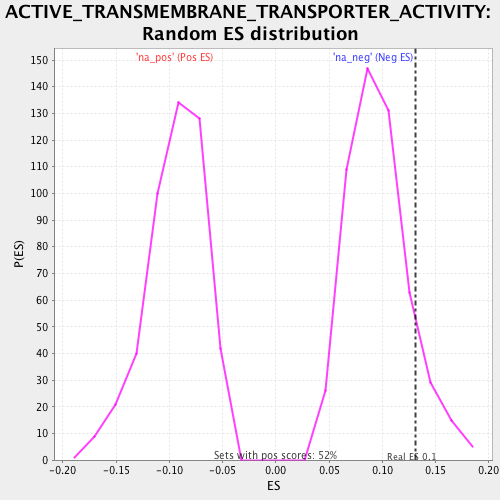 ACTIVE_TRANSMEMBRANE_TRANSPORTER_ACTIVITY:
Random ES distribution
'na_pos' (Pos ES) 'na_neg' (Neg ES)
150
140
130
120
110
100
90
80
70
60
50
40
30
20
10
0
P(ES)
Sets with pos scores: 52% Real ES 0.1
-0.20 -0.15 -0.10 -0.05 0.00 0.05 0.10 0.15 0.20
ES